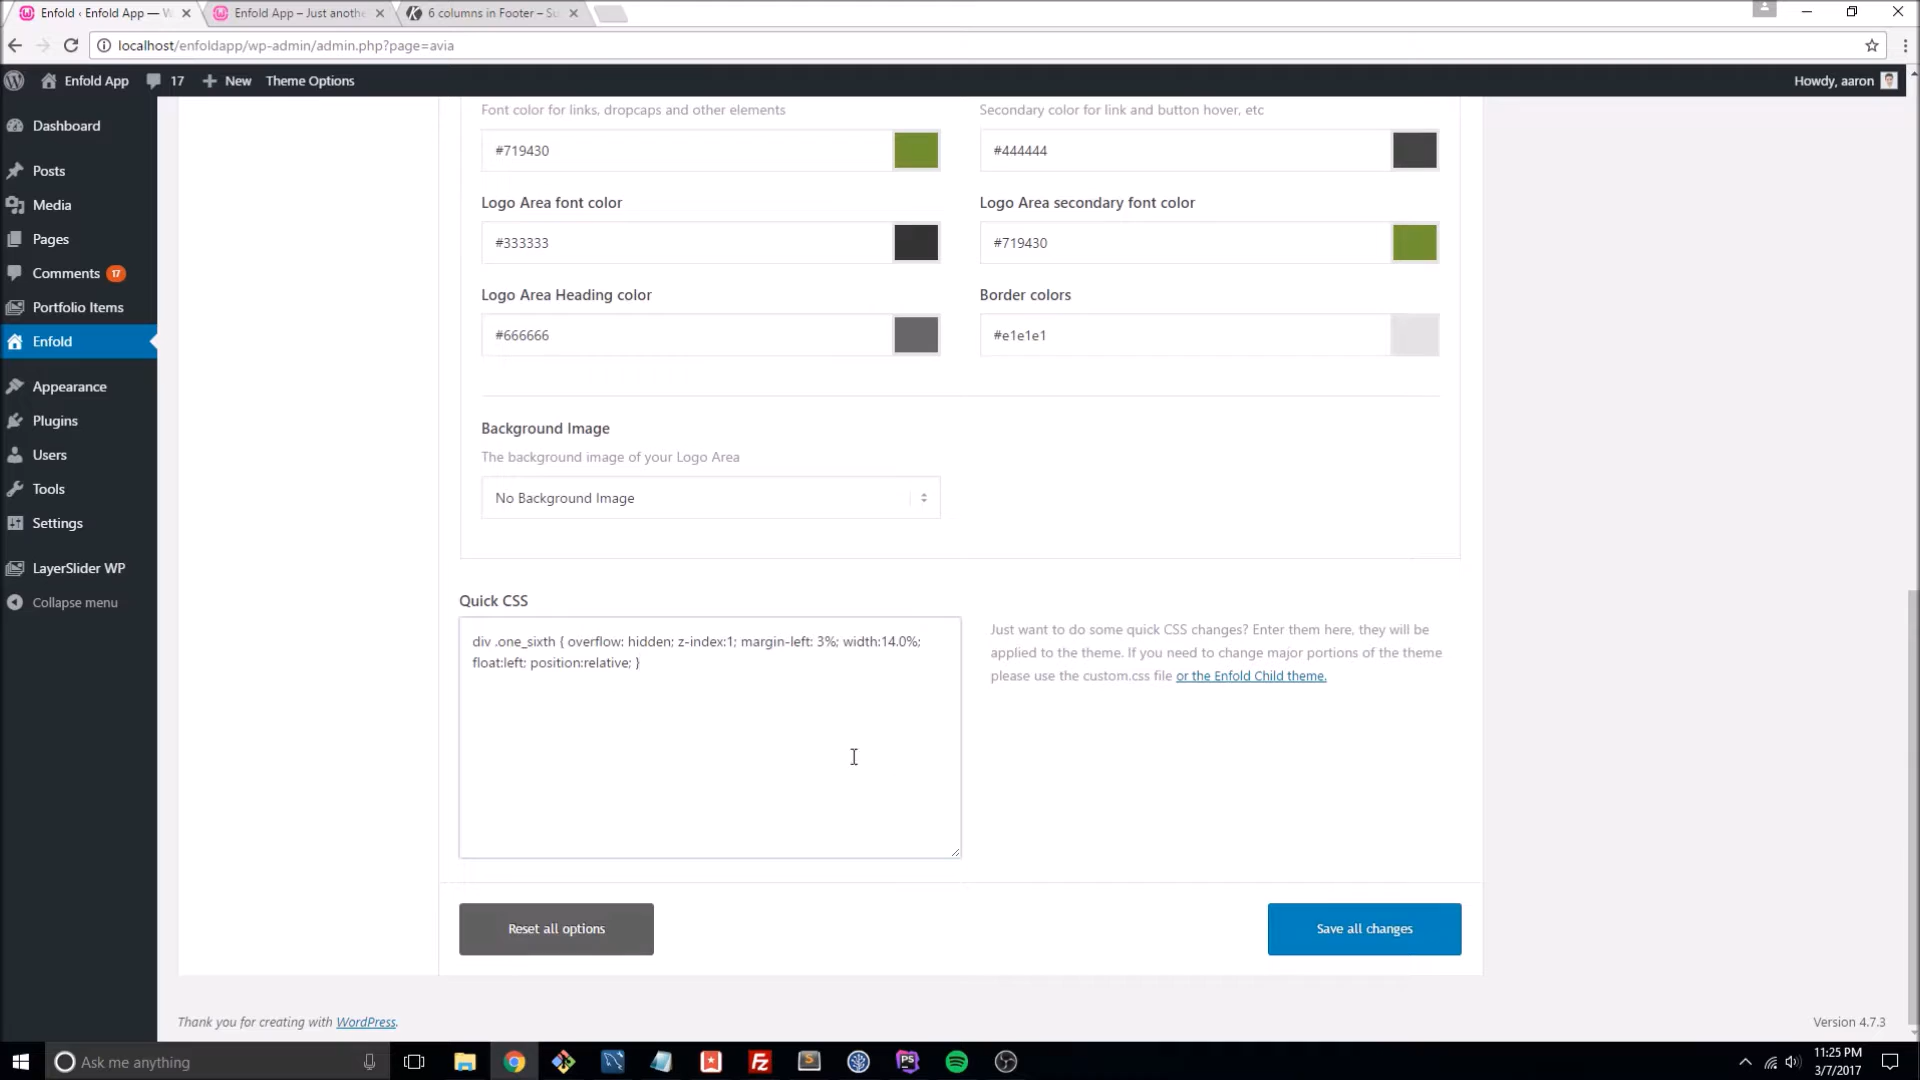 Enfold ‹ Enfold App — W
Enfold App – Just anothe
6 columns in Footer – Su
localhost/enfoldapp/wp-admin/admin.php?page=avia
Enfold App
17
New
Theme Options
Howdy, aaron
Dashboard
Posts
Media
Pages
Comments 17
Portfolio Items
Enfold
Appearance
Plugins
Users
Tools
Settings
LayerSlider WP
Collapse menu
Font color for links, dropcaps and other elements
#719430
Secondary color for link and button hover, etc
#444444
Logo Area font color
#333333
Logo Area secondary font color
#719430
Logo Area Heading color
#666666
Border colors
#e1e1e1
Background Image
The background image of your Logo Area
No Background Image
Quick CSS
div .one_sixth { overflow: hidden; z-index:1; margin-left: 3%; width:14.0%;
float:left: position:relative; }
Just want to do some quick CSS changes? Enter them here, they will be
applied to the theme. If you need to change major portions of the theme
please use the custom.css file or the Enfold Child theme.
Reset all options
Save all changes
Thank you for creating with WordPress.
Version 4.7.3
Ask me anything
11:25 PM
3/7/2017